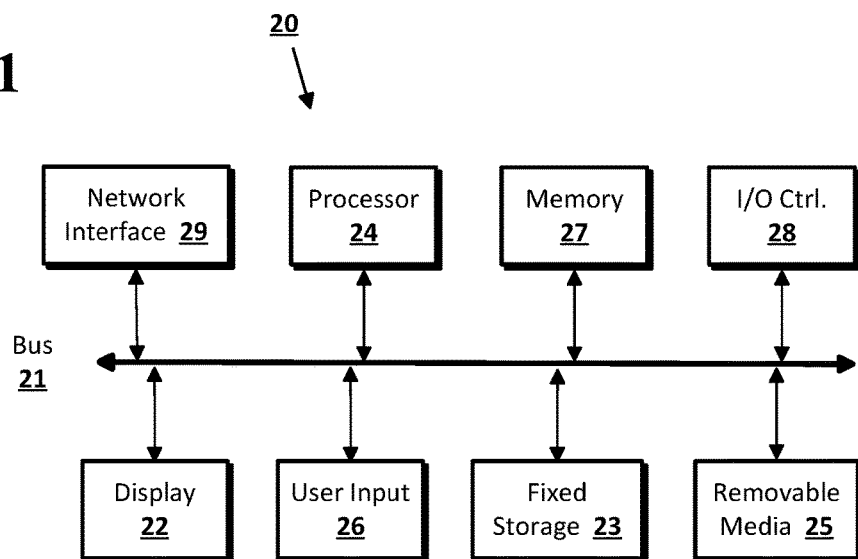 20
1
Network
Interface 29
Processor
24
Memory
27
I/O Ctrl.
28
Bus
21
Display
22
User Input
26
Fixed
Storage 23
Removable
Media 25